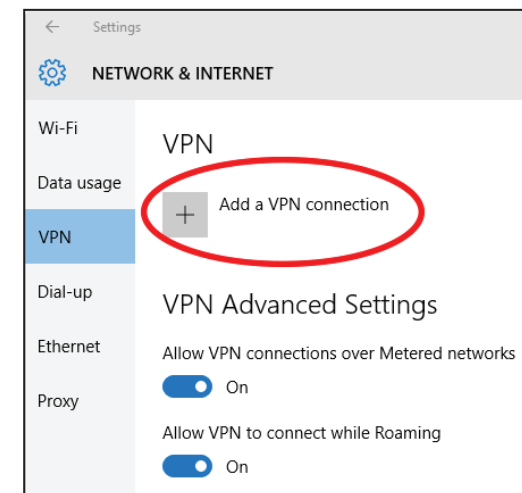 Settings
NETWORK & INTERNET
Wi-Fi
Data usage
VPN
Dial-up
Ethernet
Proxy
VPN
Add a VPN connection
VPN Advanced Settings
Allow VPN connections over Metered networks
On
Allow VPN to connect while Roaming
On